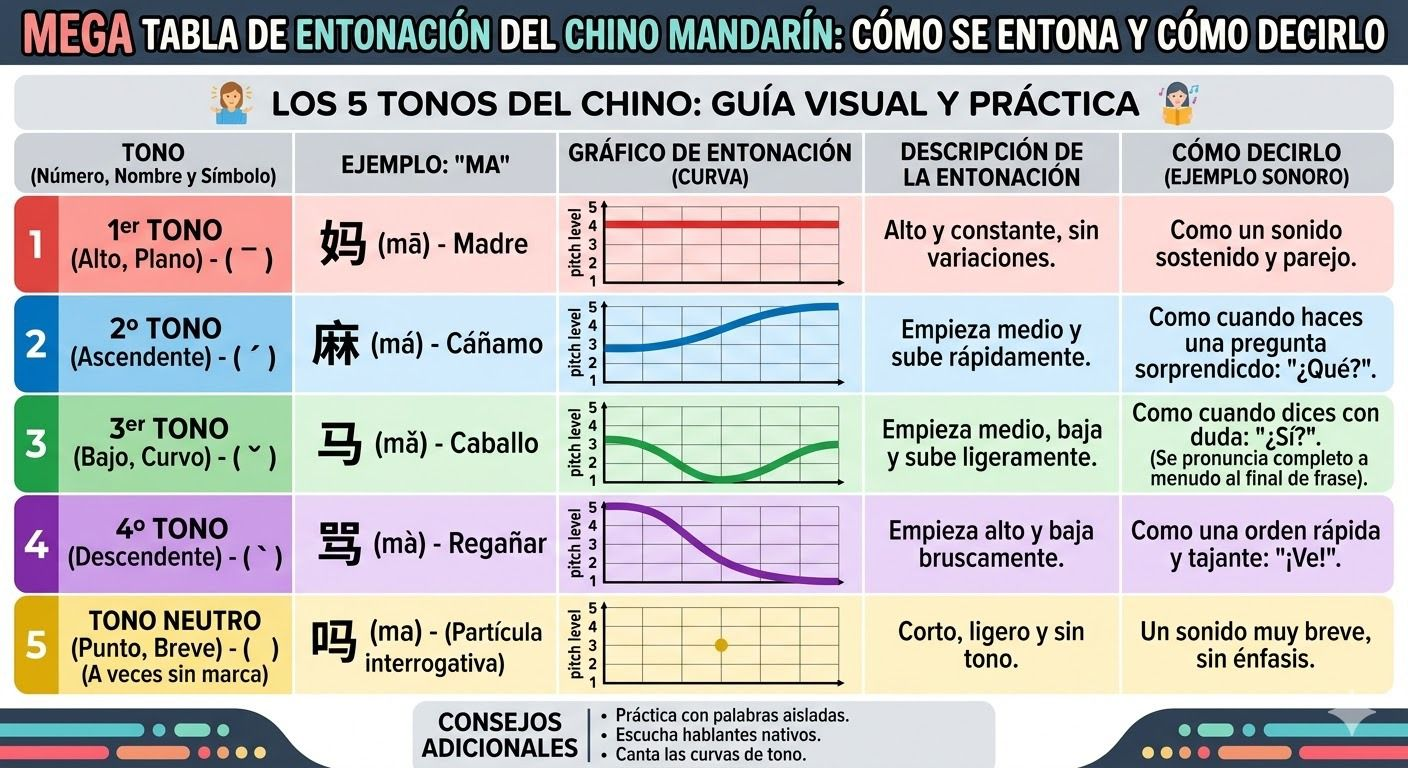 MEGA TABLA DE ENTONACIÓN DEL CHINO MANDARÍN: CÓMO SE ENTONA Y CÓMO DECIRLO
LOS 5 TONOS DEL CHINO: GUÍA VISUAL Y PRÁCTICA
TONO
(Número, Nombre y Símbolo)
EJEMPLO: "MA"
GRÁFICO DE ENTONACIÓN
(CURVA)
DESCRIPCIÓN DE
LA ENTONACIÓN
CÓMO DECIRLO
(EJEMPLO SONORO)
1
1ᵉʳ TONO
(Alto, Plano) - ( ¯ )
妈 (mā) - Madre
pitch level
5
4
3
2
1
Alto y constante, sin
variaciones.
Como un sonido
sostenido y parejo.
2
2º TONO
(Ascendente) - ( ´ )
麻 (má) - Cáñamo
pitch level
5
4
3
2
1
Empieza medio y
sube rápidamente.
Como cuando haces
una pregunta
sorprendicdo: "¿Qué?".
3
3ᵉʳ TONO
(Bajo, Curvo) - ( ˇ )
马 (mǎ) - Caballo
pitch level
5
4
3
2
1
Empieza medio, baja
y sube ligeramente.
Como cuando dices con
duda: "¿Sí?".
(Se pronuncia completo a
menudo al final de frase).
4
4º TONO
(Descendente) - ( ` )
骂 (mà) - Regañar
pitch level
5
4
3
2
1
Empieza alto y baja
bruscamente.
Como una orden rápida
y tajante: "¡Ve!".
5
TONO NEUTRO
(Punto, Breve) - (  )
(A veces sin marca)
吗 (ma) - (Partícula
interrogativa)
pitch level
5
4
3
2
1
Corto, ligero y sin
tono.
Un sonido muy breve,
sin énfasis.
CONSEJOS
ADICIONALES
• Práctica con palabras aisladas.
• Escucha hablantes nativos.
• Canta las curvas de tono.